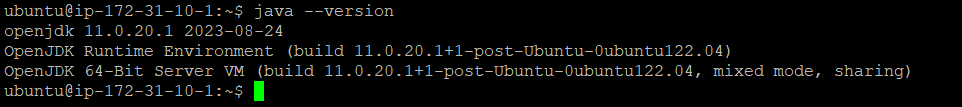 ubuntu@ip-172-31-10-1:~$ java --version
openjdk 11.0.20.1 2023-08-24
OpenJDK Runtime Environment (build 11.0.20.1+1-post-Ubuntu-0ubuntu122.04)
OpenJDK 64-Bit Server VM (build 11.0.20.1+1-post-Ubuntu-0ubuntu122.04, mixed mode, sharing)
ubuntu@ip-172-31-10-1:~$